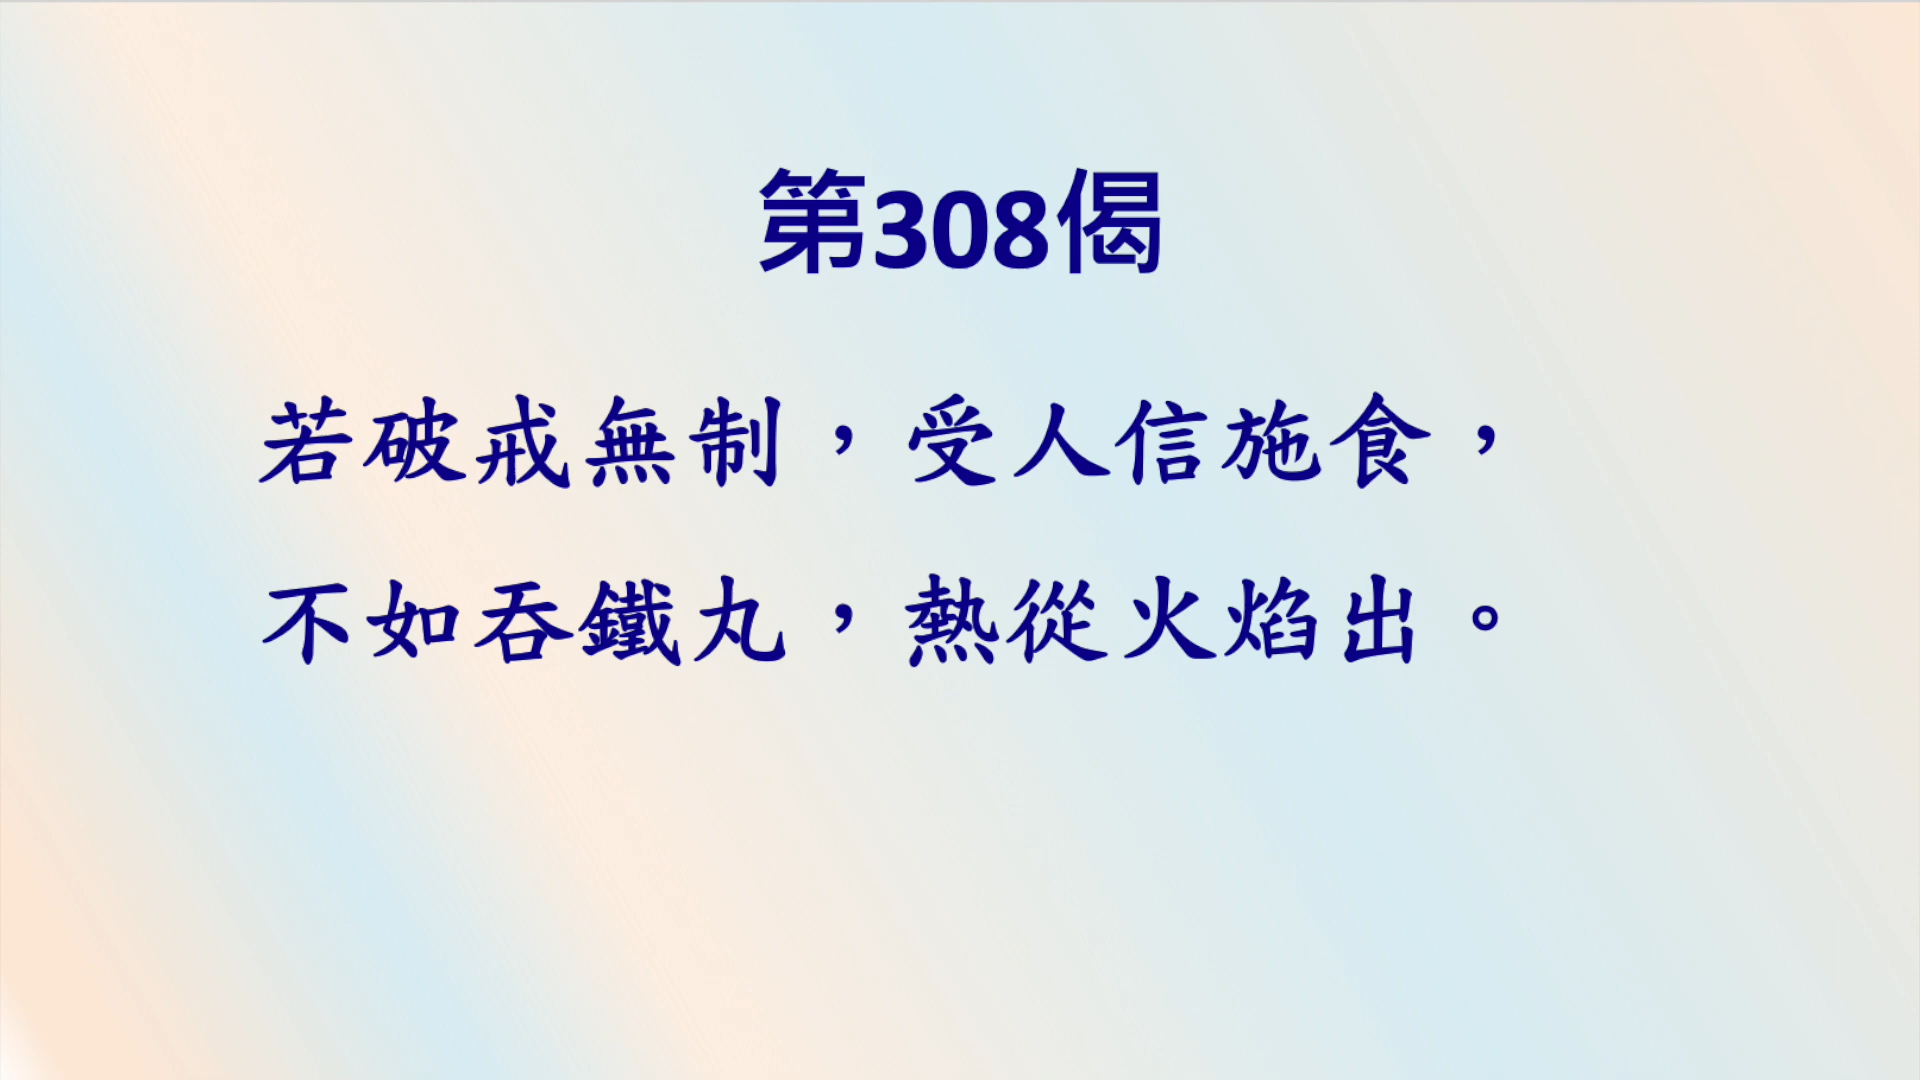 第308偈
若破戒無制，受人信施食，
不如吞鐵丸，熱從火焰出。